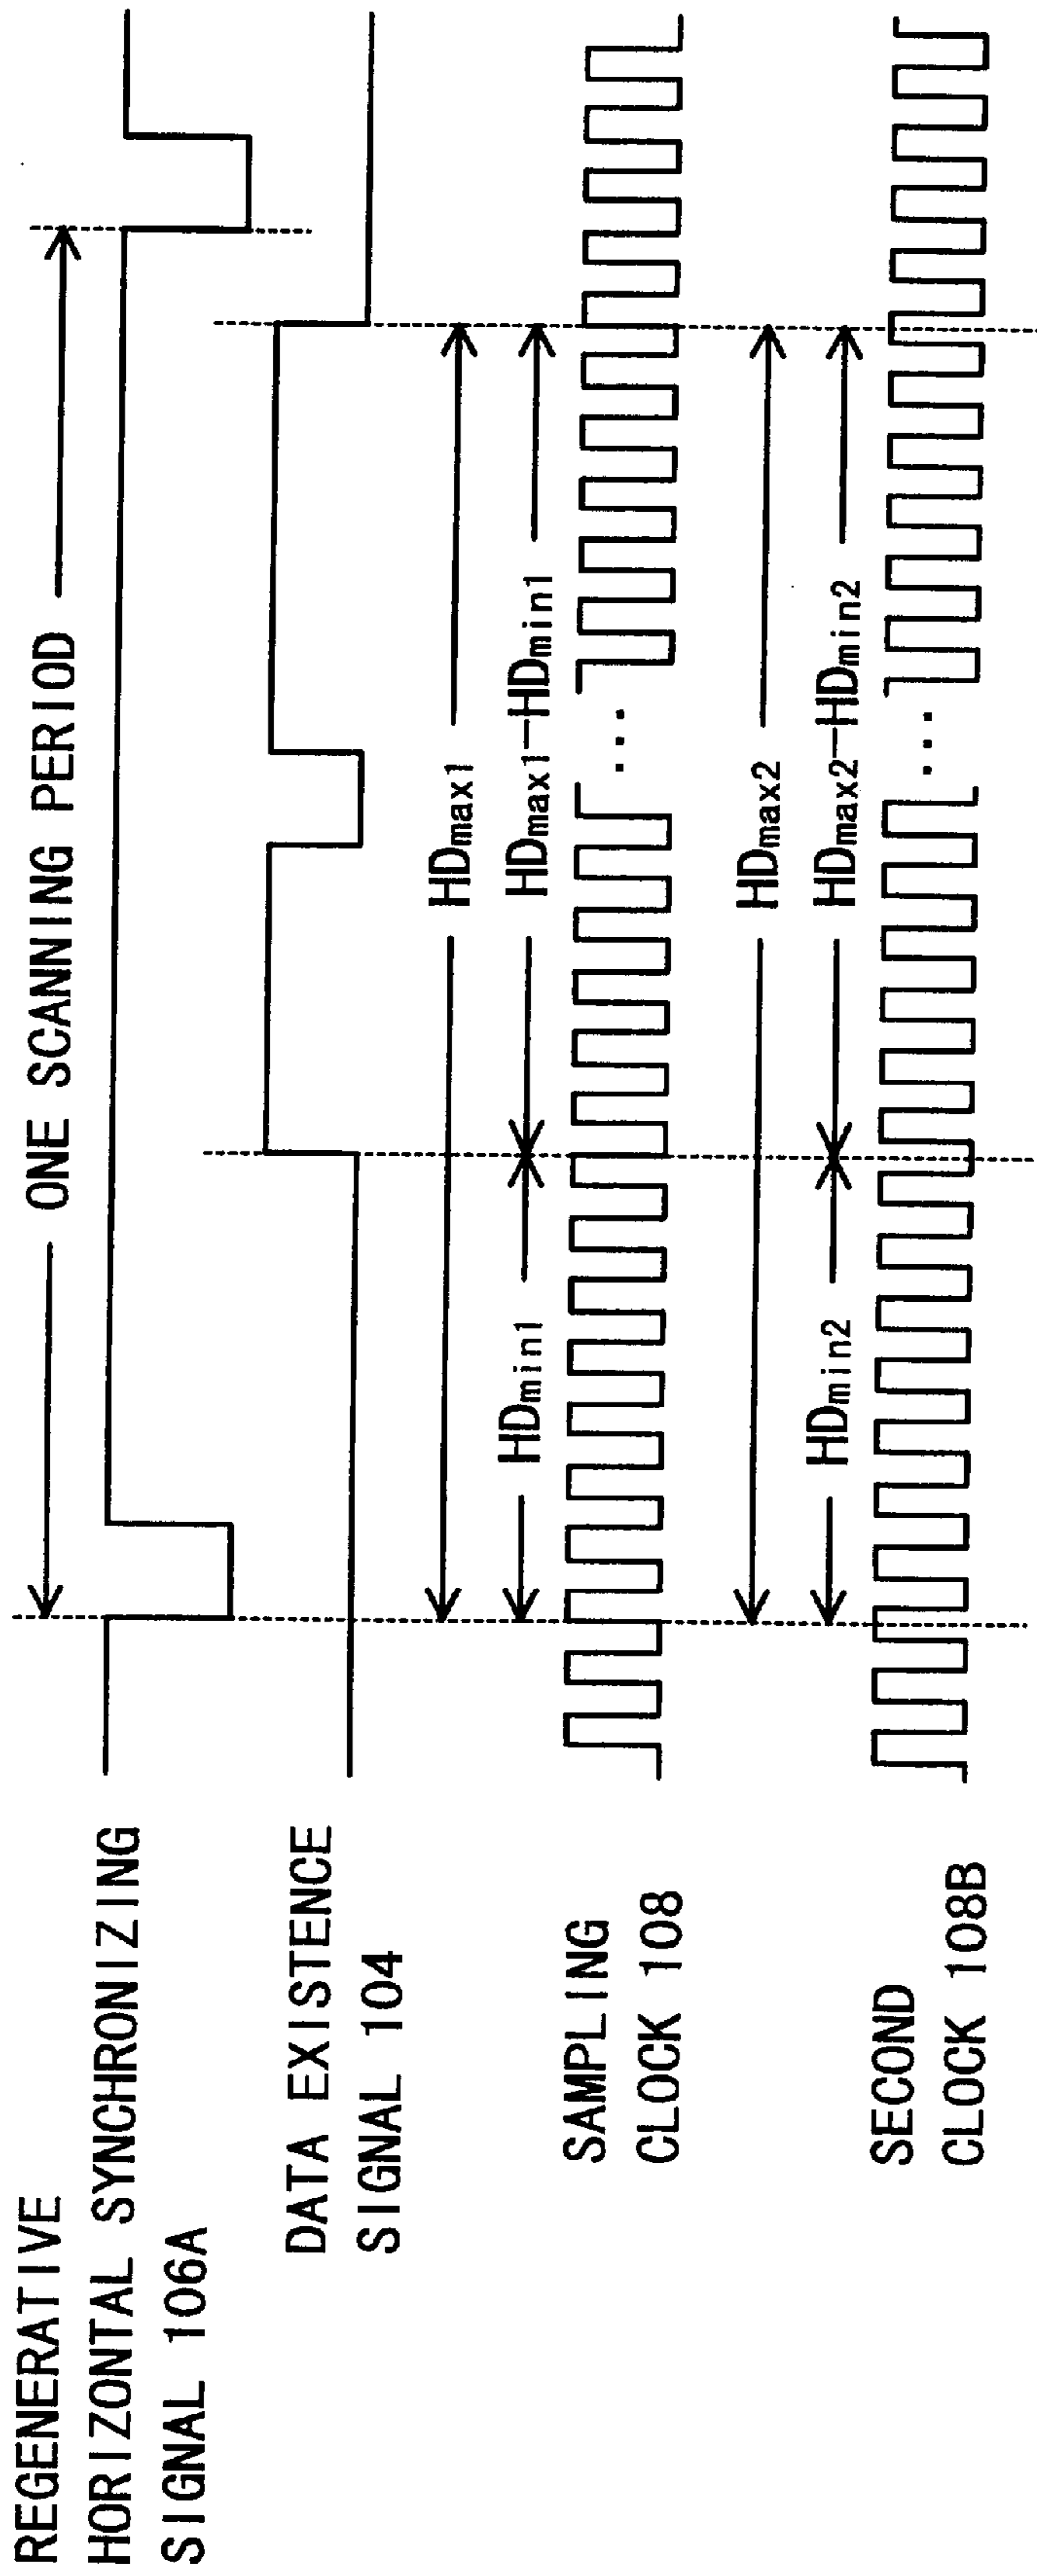 REGENERATIVE
HORIZONTAL SYNCHRONIZING
SIGNAL 106A
ONE SCANNING PERIOD
DATA EXISTENCE
SIGNAL 104
HDmax1
HDmin1
HDmax1-HDmin1
SAMPLING
CLOCK 108
...
HDmax2
HDmin2
HDmax2-HDmin2
SECOND
CLOCK 108B
...